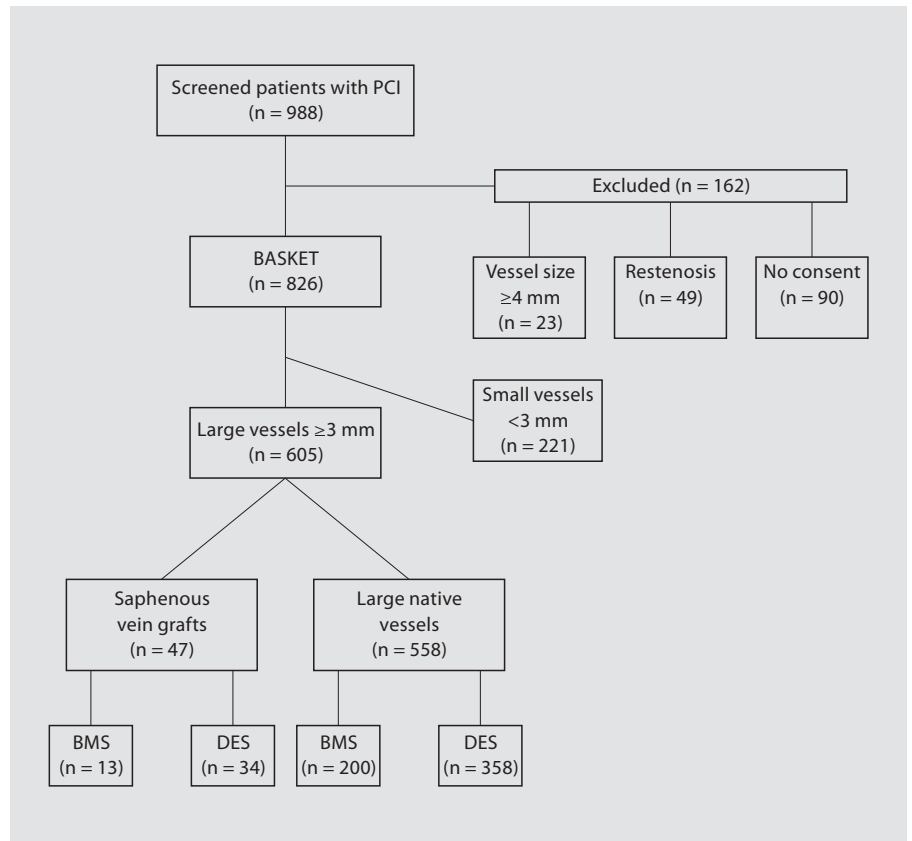 Screened patients with PCI
(n = 988)
Excluded (n = 162)
BASKET
(n = 826)
Vessel size
≥4 mm
(n = 23)
Restenosis
(n = 49)
No consent
(n = 90)
Small vessels
<3 mm
(n = 221)
Large vessels ≥3 mm
(n = 605)
Saphenous
vein grafts
(n = 47)
Large native
vessels
(n = 558)
BMS
(n = 13)
DES
(n = 34)
BMS
(n = 200)
DES
(n = 358)